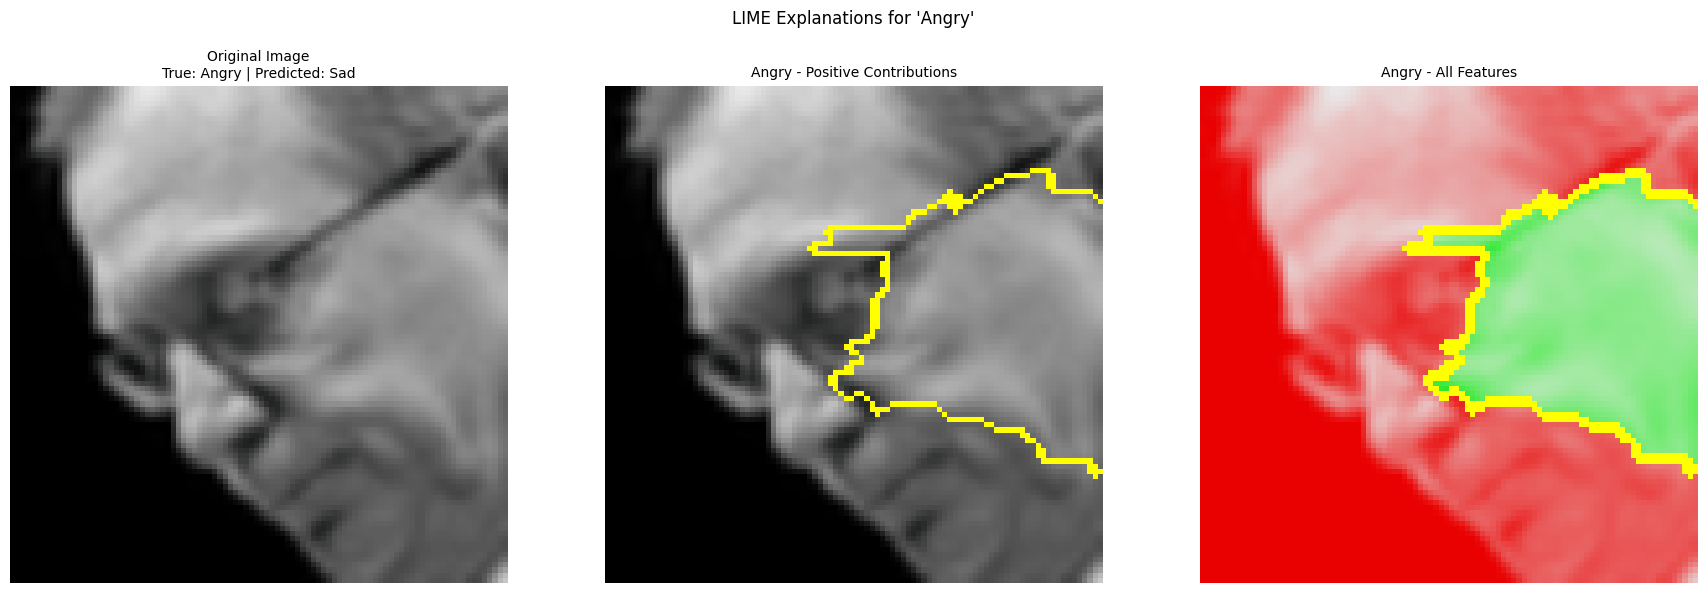 LIME Explanations for 'Angry'
Original Image
True: Angry | Predicted: Sad
Angry - Positive Contributions
Angry - All Features